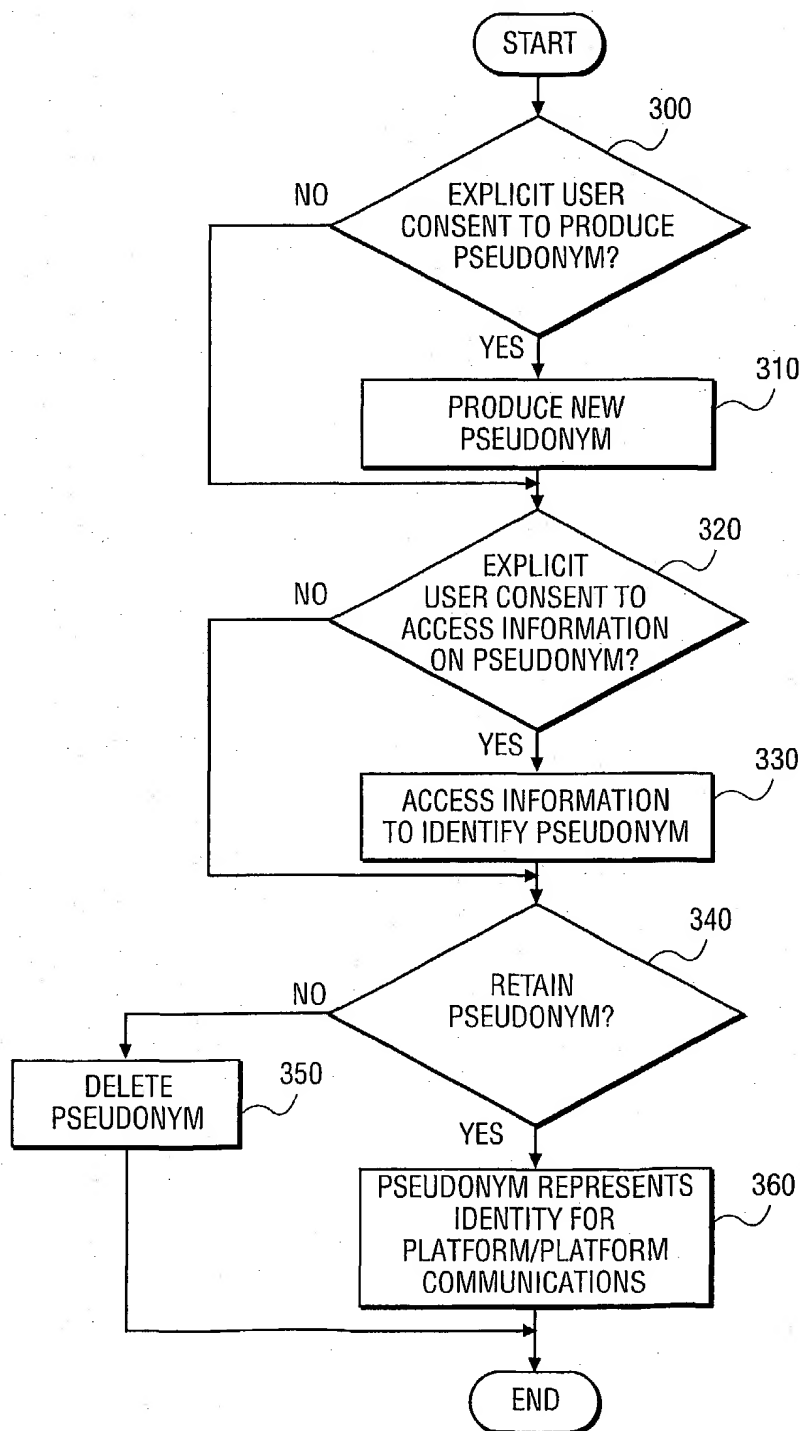 START
300
NO
EXPLICIT USER
CONSENT TO PRODUCE
PSEUDONYM?
YES
310
PRODUCE NEW
PSEUDONYM
320
NO
EXPLICIT
USER CONSENT TO
ACCESS INFORMATION
ON PSEUDONYM?
YES
330
ACCESS INFORMATION
TO IDENTIFY PSEUDONYM
340
NO
RETAIN
PSEUDONYM?
DELETE
PSEUDONYM
350
YES
PSEUDONYM REPRESENTS
IDENTITY FOR
PLATFORM/PLATFORM
COMMUNICATIONS
360
END